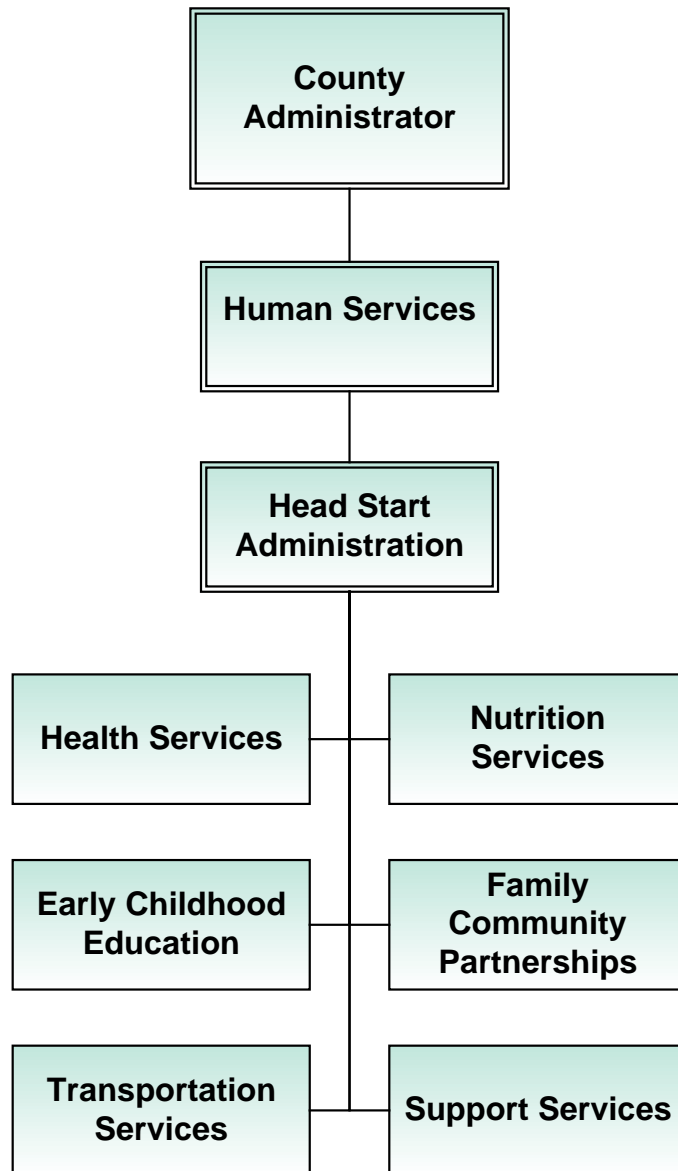 County
Administrator
Human Services
Head Start
Administration
Health Services
Nutrition
Services
Early Childhood
Education
Family
Community
Partnerships
Transportation
Services
Support Services